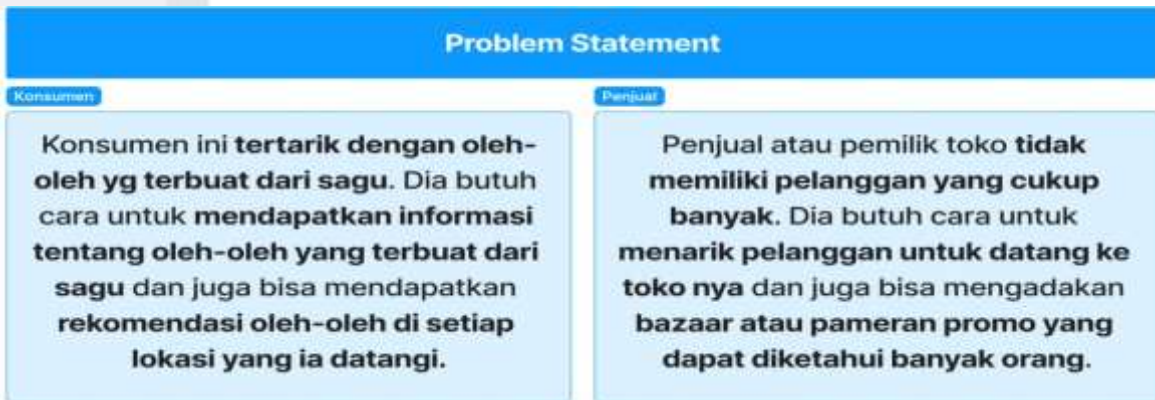 Problem Statement
Konsumen
Konsumen ini tertarik dengan oleh-
oleh yg terbuat dari sagu. Dia butuh
cara untuk mendapatkan informasi
tentang oleh-oleh yang terbuat dari
sagu dan juga bisa mendapatkan
rekomendasi oleh-oleh di setiap
lokasi yang ia datangi.
Penjual
Penjual atau pemilik toko tidak
memiliki pelanggan yang cukup
banyak. Dia butuh cara untuk
menarik pelanggan untuk datang ke
toko nya dan juga bisa mengadakan
bazaar atau pameran promo yang
dapat diketahui banyak orang.